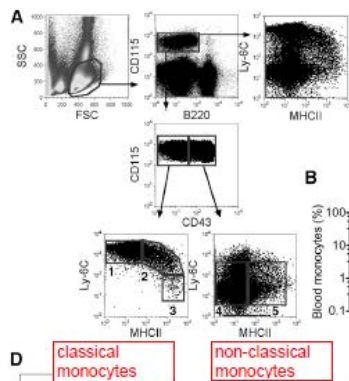 A
SSC
FSC
CD115
B220
Ly-6C
MHCII
CD115
CD43
B
Blood monocytes (%)
100
10
1
0.1
Ly-6C
MHCII
1
2
3
Ly-6C
MHCII
4
5
D
classical
monocytes
non-classical
monocytes